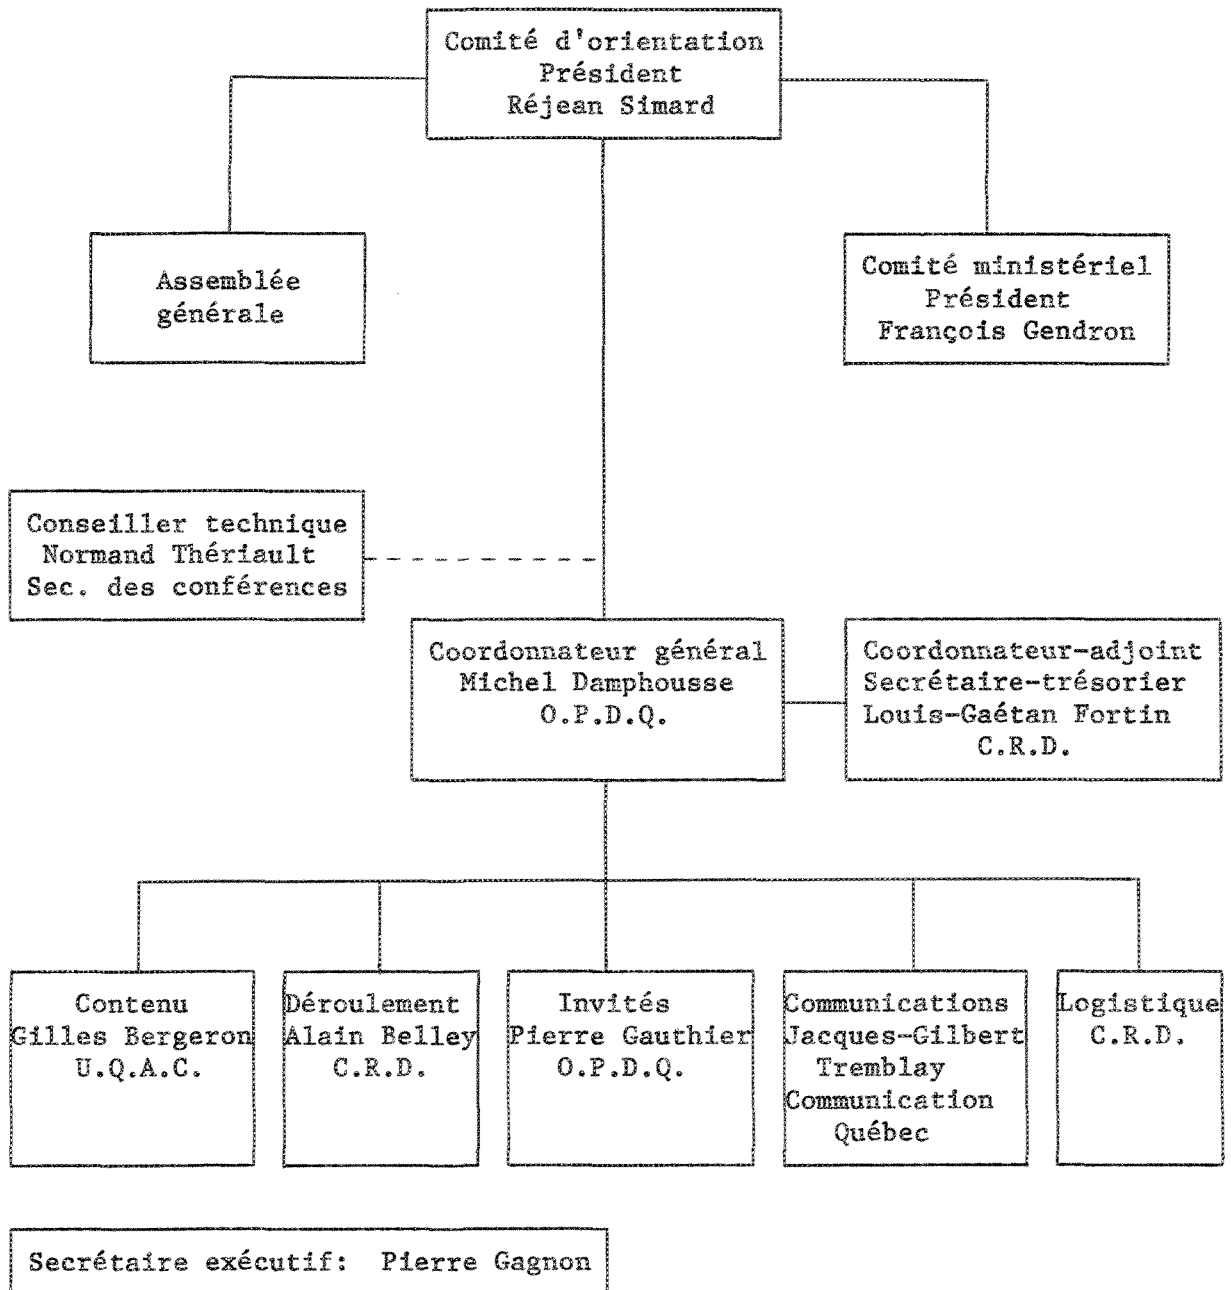 Comité d'orientation
Président
Réjean Simard
Assemblée
générale
Comité ministériel
Président
François Gendron
Conseiller technique
Normand Thériault
Sec. des conférences
Coordonnateur général
Michel Damphousse
O.P.D.Q.
Coordonnateur-adjoint
Secrétaire-trésorier
Louis-Gaétan Fortin
C.R.D.
Contenu
Gilles Bergeron
U.Q.A.C.
Déroulement
Alain Belley
C.R.D.
Invités
Pierre Gauthier
O.P.D.Q.
Communications
Jacques-Gilbert
Tremblay
Communication
Québec
Logistique
C.R.D.
Secrétaire exécutif: Pierre Gagnon